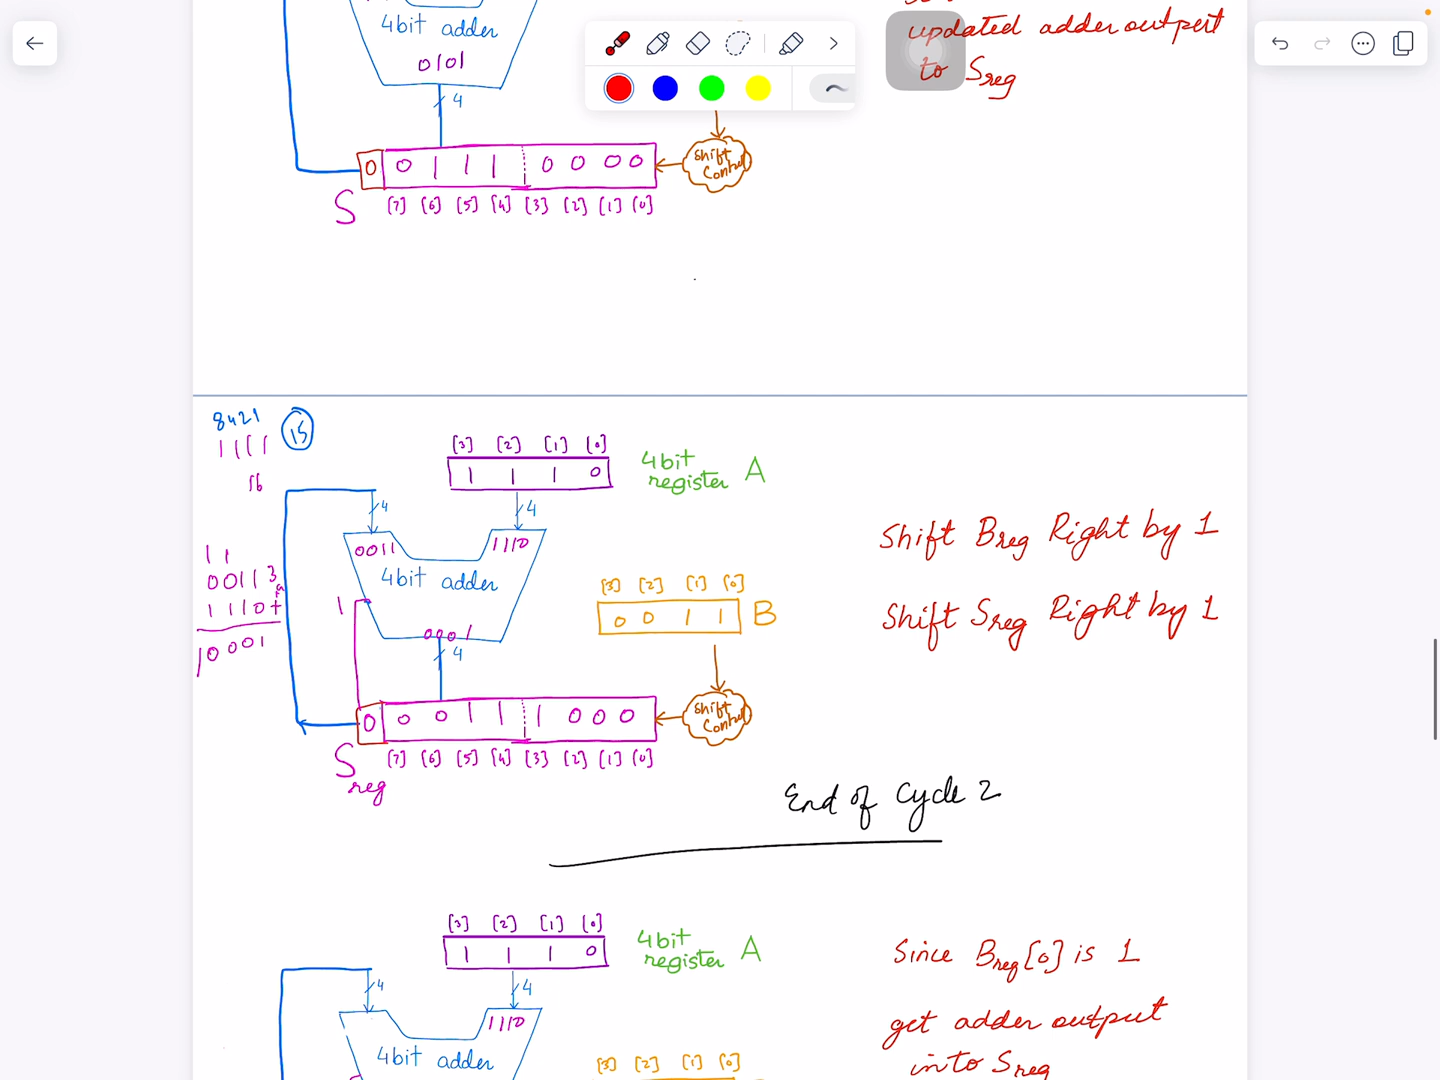 4bit adder
0101
4
updated adder output
to Sreg
0 0 1 1 1 0 0 0 0
Shift
Control
S [7] [6] [5] [4] [3] [2] [1] [0]
8421
1111
15
16
[3] [2] [1] [0]
1 1 1 0
4bit
register A
4
4
0011
1110
4bit adder
1
0001
4
1 1
0011 3
1110 +
10001
[3] [2] [1] [0]
0 0 1 1 B
Shift Breg Right by 1
Shift Sreg Right by 1
0 0 0 1 1 1 0 0 0
Shift
Control
Sreg [7] [6] [5] [4] [3] [2] [1] [0]
End of Cycle 2
[3] [2] [1] [0]
1 1 1 0
4bit
register A
4
4
1110
4bit adder
[3] [2] [1] [0]
Since Breg[0] is 1
get adder output
into Sreg